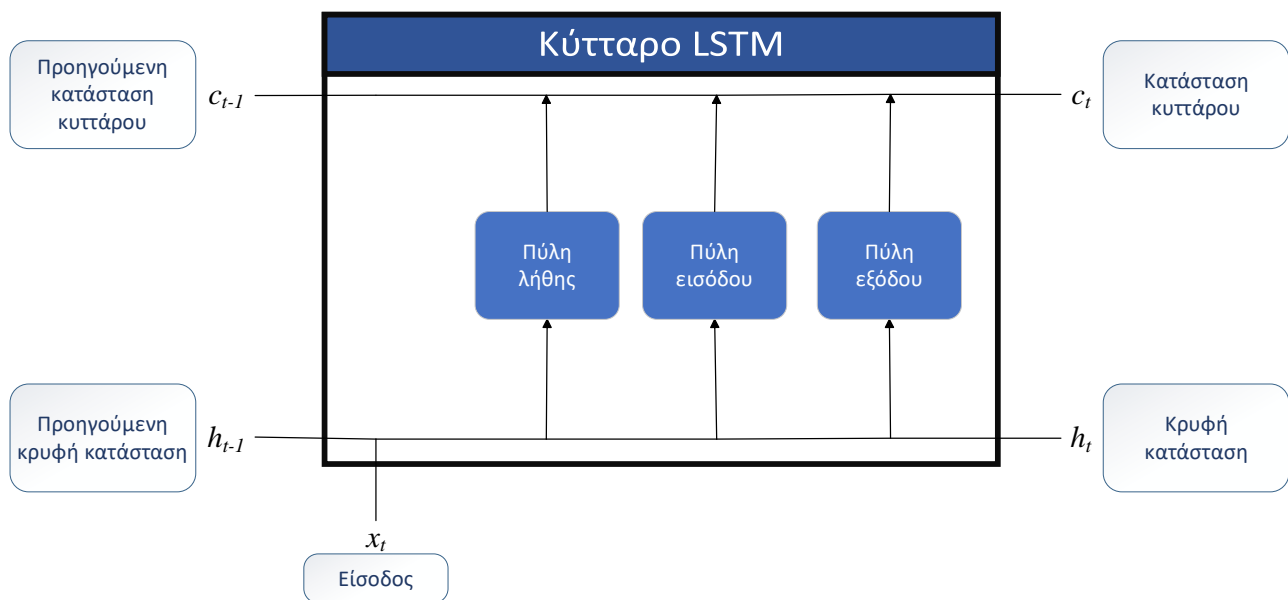 Κύτταρο LSTM
Προηγούμενη
κατάσταση
κυττάρου
c_{t-1}
c_t
Κατάσταση
κυττάρου
Πύλη
λήθης
Πύλη
εισόδου
Πύλη
εξόδου
Προηγούμενη
κρυφή κατάσταση
h_{t-1}
h_t
Κρυφή
κατάσταση
x_t
Είσοδος